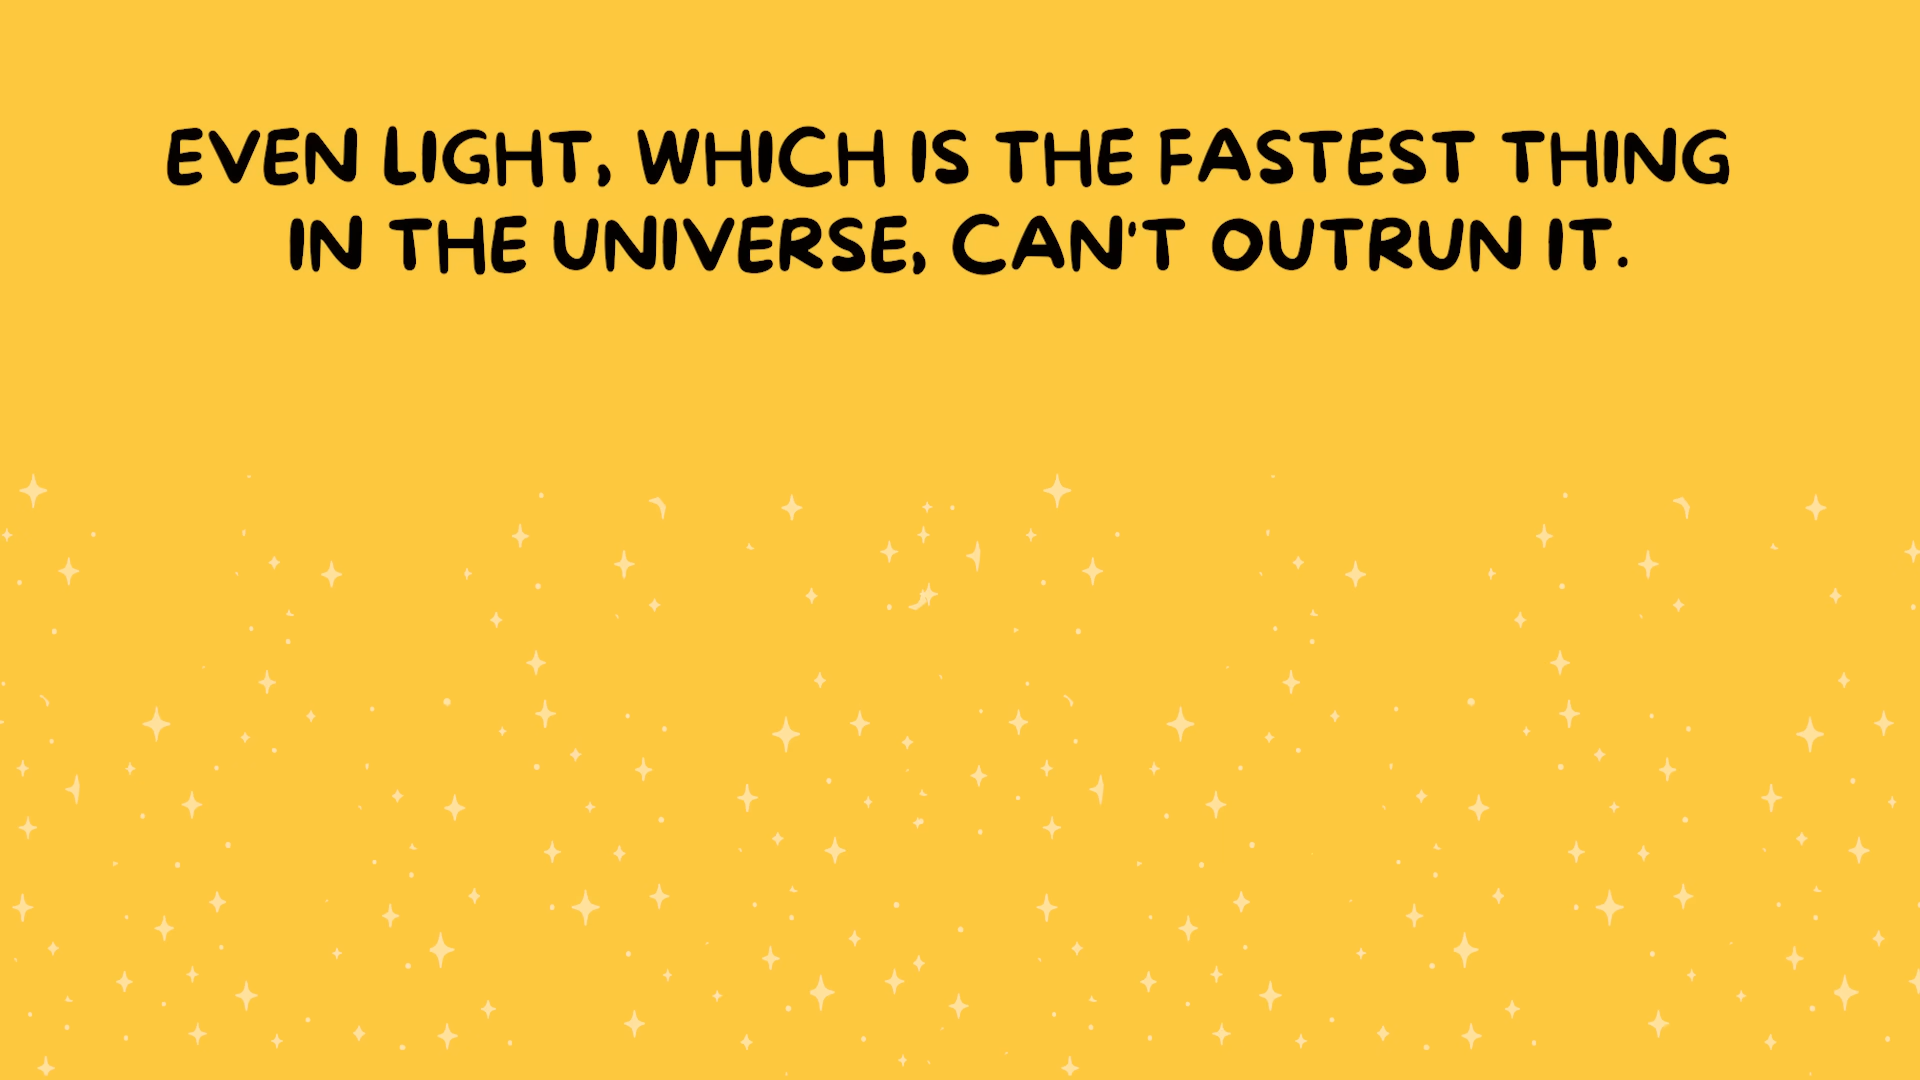 EVEN LIGHT, WHICH IS THE FASTEST THING
IN THE UNIVERSE, CAN'T OUTRUN IT.